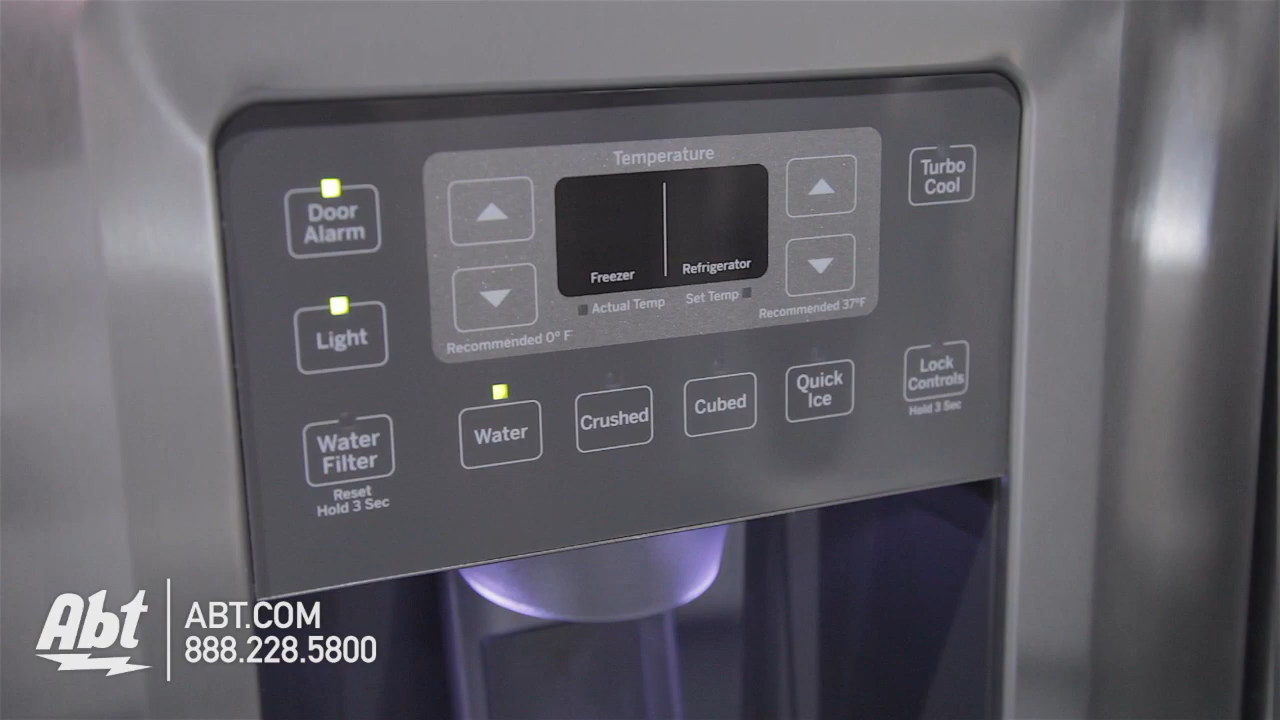 Temperature
Turbo
Cool
Door
Alarm
Freezer
Refrigerator
Actual Temp
Set Temp
Recommended 0° F
Recommended 37°F
Light
Water
Filter
Reset
Hold 3 Sec
Water
Crushed
Cubed
Quick
Ice
Lock
Controls
Hold 3 Sec
Abt
ABT.COM
888.228.5800